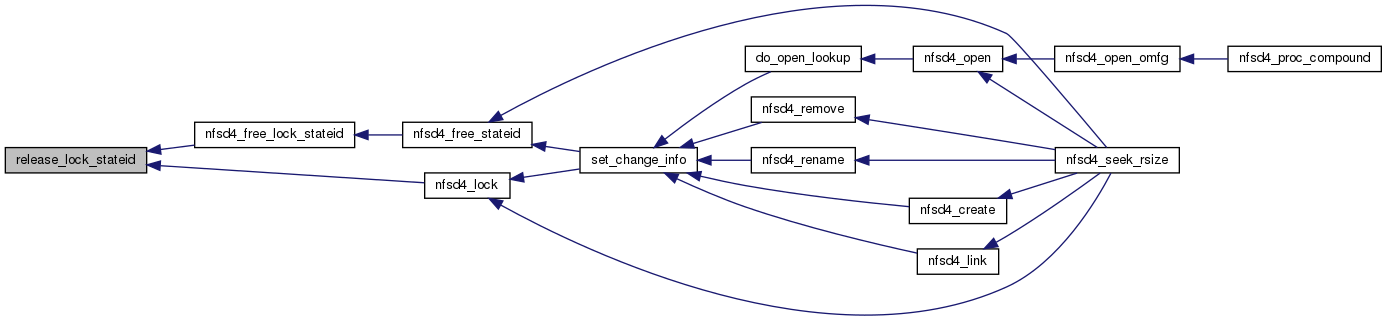 release_lock_stateid
nfsd4_free_lock_stateid
nfsd4_free_stateid
nfsd4_lock
set_change_info
do_open_lookup
nfsd4_remove
nfsd4_rename
nfsd4_create
nfsd4_link
nfsd4_open
nfsd4_open_omfg
nfsd4_proc_compound
nfsd4_seek_rsize